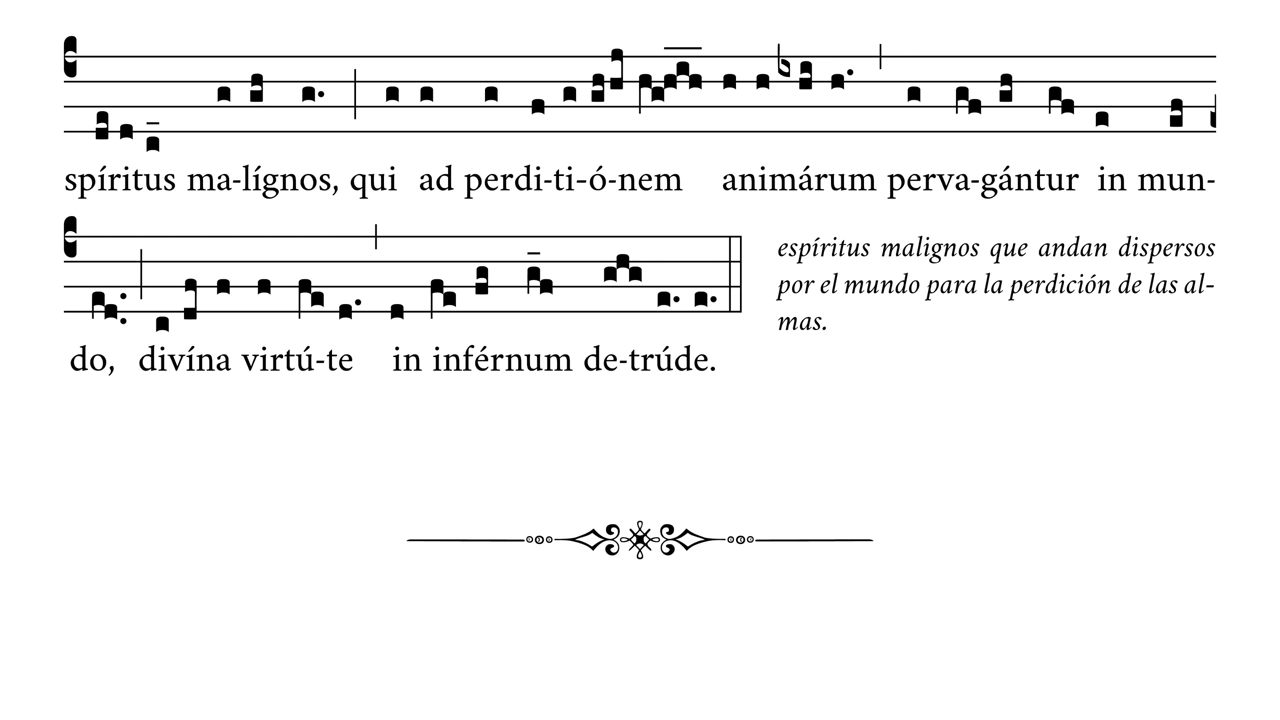 spíritus ma-lígnos, qui ad perdi-ti-ó-nem animárum perva-gántur in mun-
do, divína virtú-te in inférnum de-trúde.
espíritus malignos que andan dispersos
por el mundo para la perdición de las al-
mas.